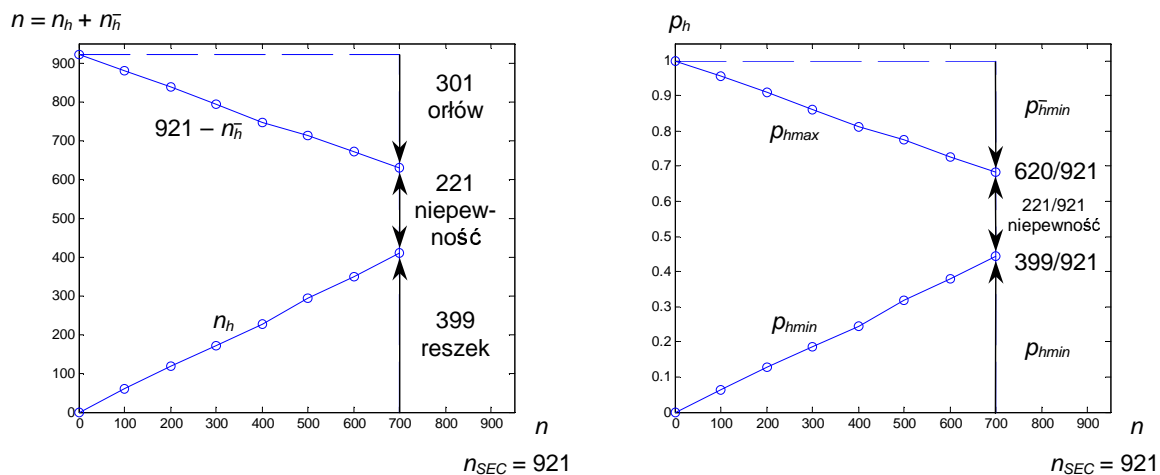 n = n_h + n_h̄
900
800
700
600
500
400
300
200
100
0
0 100 200 300 400 500 600 700 800 900
301
orłów
921 – n_h̄
221
niepew-
ność
n_h
399
reszek
n
n_SEC = 921
p_h
1
0.9
0.8
0.7
0.6
0.5
0.4
0.3
0.2
0.1
0
0 100 200 300 400 500 600 700 800 900
p_h̄min
p_hmax
620/921
221/921
niepewność
399/921
p_hmin
p_hmin
n
n_SEC = 921